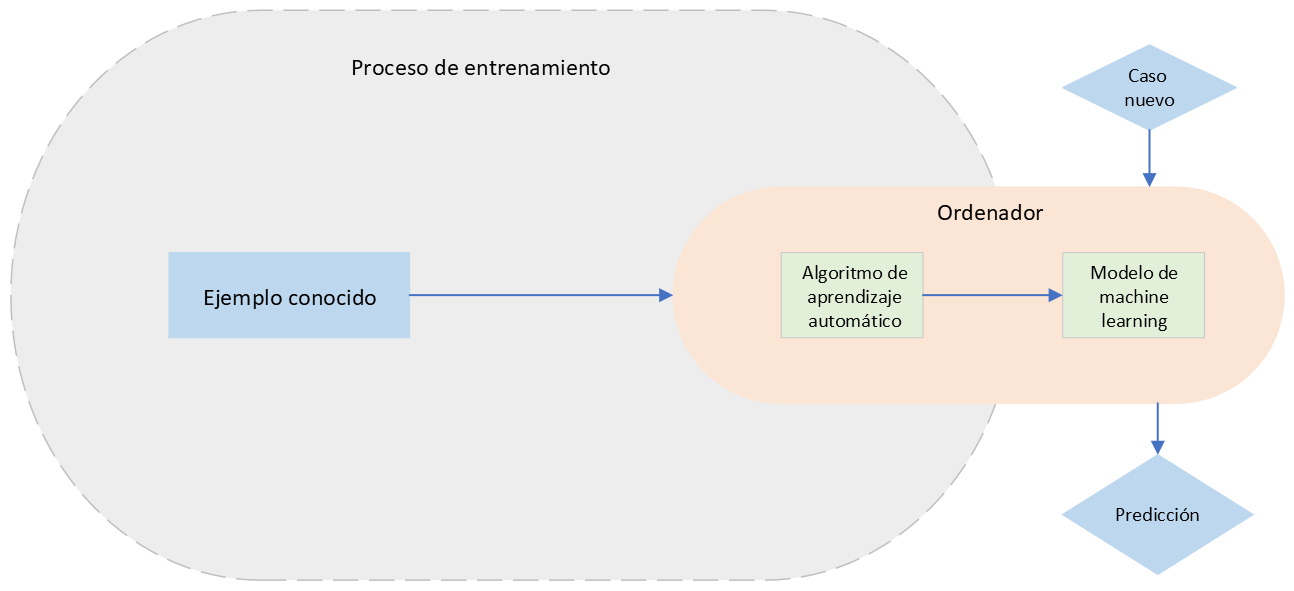 Proceso de entrenamiento
Caso
nuevo
Ordenador
Ejemplo conocido
Algoritmo de
aprendizaje
automático
Modelo de
machine
learning
Predicción